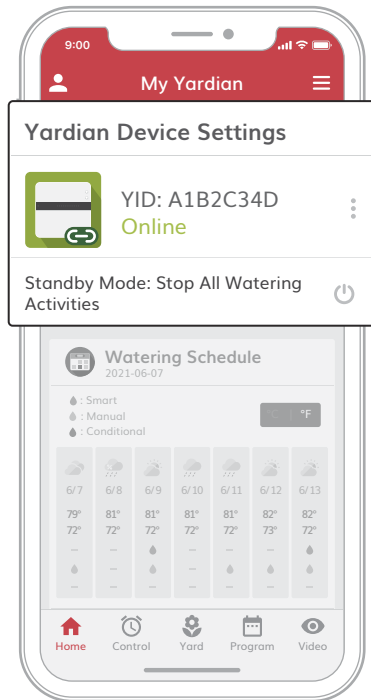 9:00
My Yardian
Yardian Device Settings
YID: A1B2C34D
Online
Standby Mode: Stop All Watering
Activities
Watering Schedule
2021-06-07
: Smart
: Manual
: Conditional
°C °F
6/7 6/8 6/9 6/10 6/11 6/12 6/13
79° 81° 81° 81° 81° 82° 82°
72° 72° 72° 72° 72° 73° 72°
– – – – –
– –
– – – – – – –
Home Control Yard Program Video